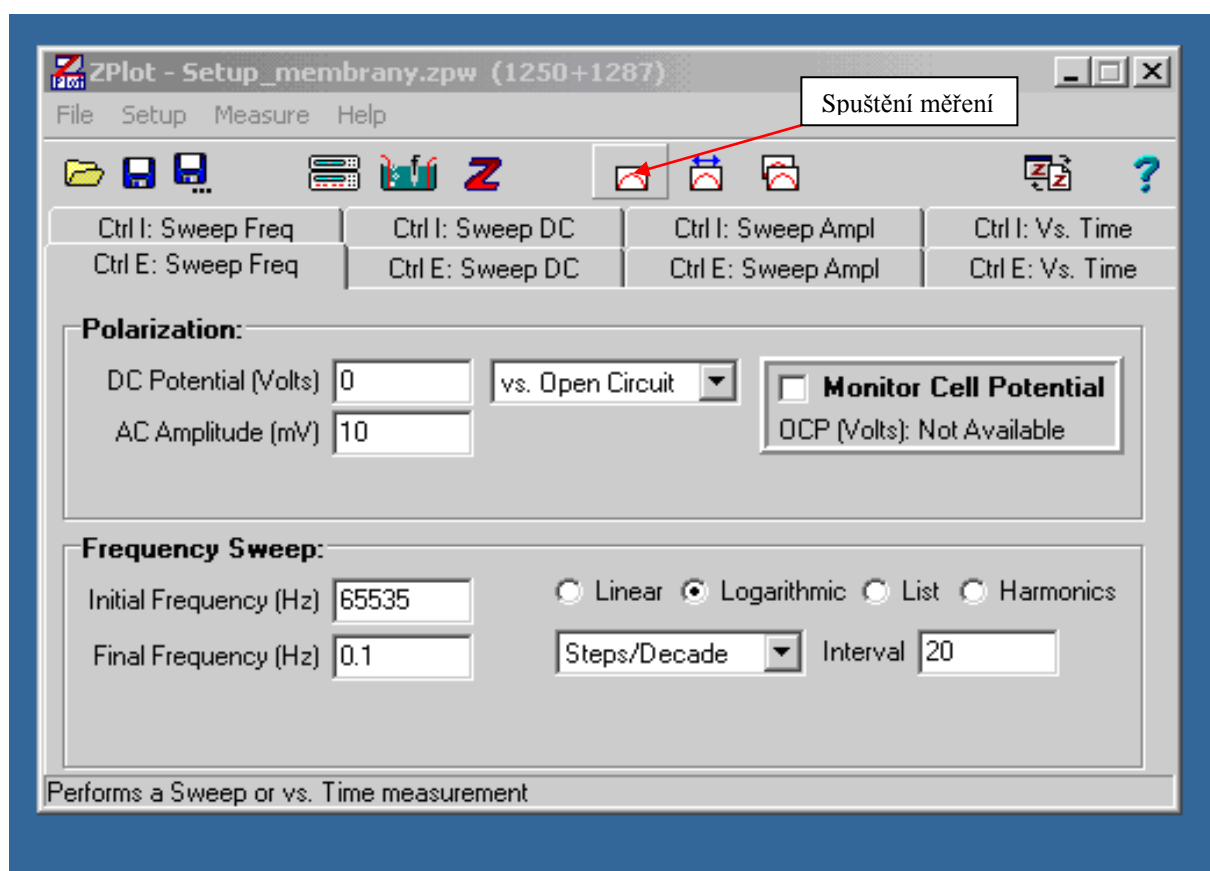 ZPlot - Setup_membrany.zpw (1250+1287)
File Setup Measure Help
Spuštění měření
Ctrl I: Sweep Freq Ctrl I: Sweep DC Ctrl I: Sweep Ampl Ctrl I: Vs. Time
Ctrl E: Sweep Freq Ctrl E: Sweep DC Ctrl E: Sweep Ampl Ctrl E: Vs. Time
Polarization:
DC Potential (Volts) 0 vs. Open Circuit Monitor Cell Potential
AC Amplitude (mV) 10 OCP (Volts): Not Available
Frequency Sweep:
Initial Frequency (Hz) 65535 Linear Logarithmic List Harmonics
Final Frequency (Hz) 0.1 Steps/Decade Interval 20
Performs a Sweep or vs. Time measurement